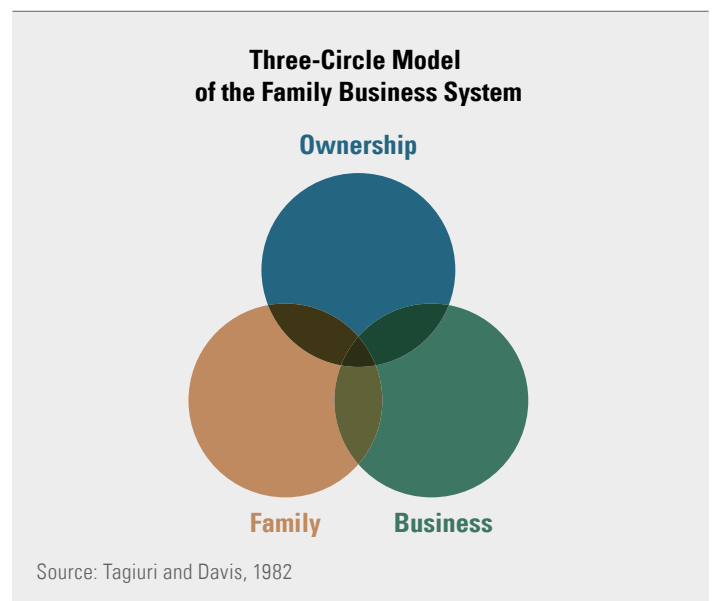 Three-Circle Model
of the Family Business System
Ownership
Family
Business
Source: Tagiuri and Davis, 1982